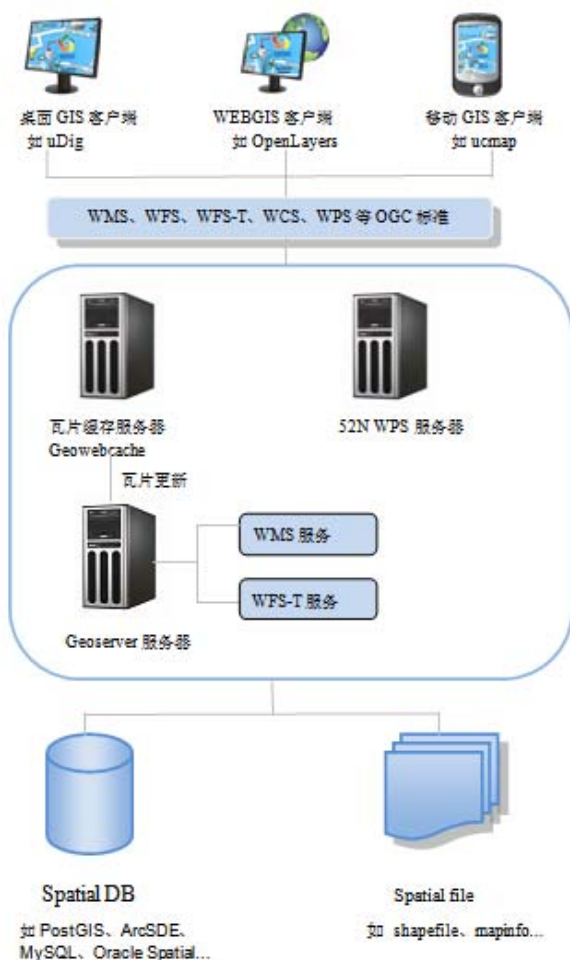 桌面 GIS 客户端
如 uDig
WEBGIS 客户端
如 OpenLayers
移动 GIS 客户端
如 ucmap
WMS、WFS、WFS-T、WCS、WPS 等 OGC 标准
瓦片缓存服务器
Geowebcache
52N WPS 服务器
瓦片更新
WMS 服务
WFS-T 服务
Geoserver 服务器
Spatial DB
如 PostGIS、ArcSDE、
MySQL、Oracle Spatial...
Spatial file
如 shapefile、mapinfo...